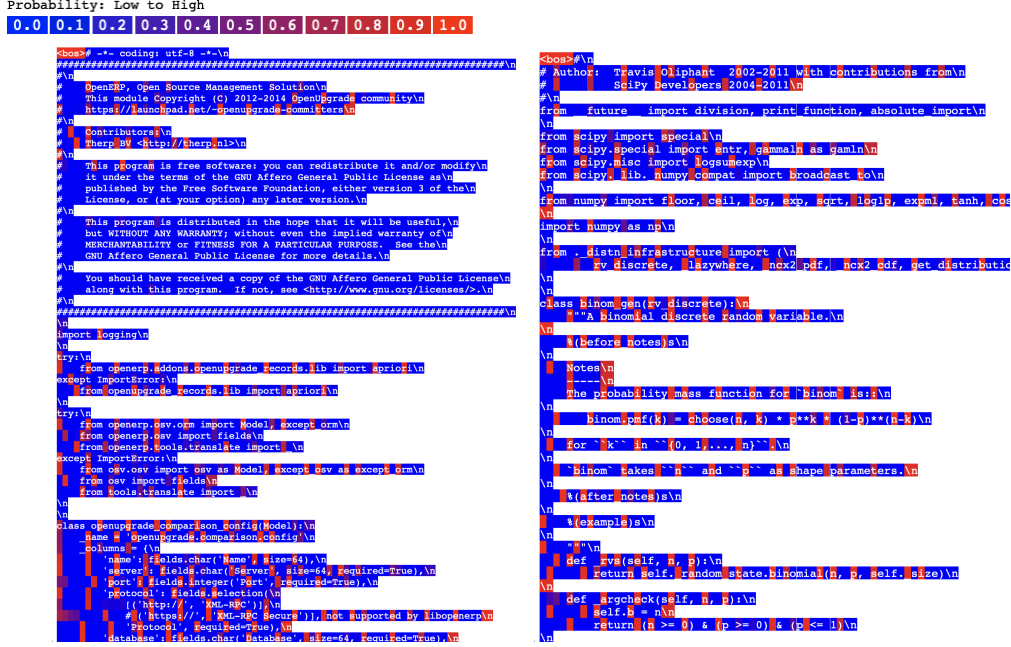 Probability: Low to High
0.0 0.1 0.2 0.3 0.4 0.5 0.6 0.7 0.8 0.9 1.0
<bos># -*- coding: utf-8 -*-\n
##############################################################################\n
#\n
#    OpenERP, Open Source Management Solution\n
#    This module Copyright (C) 2012-2014 OpenUpgrade community\n
#    https://launchpad.net/~openupgrade-committers\n
#\n
#    Contributors:\n
#    Therp BV <http://therp.nl>\n
#\n
#    This program is free software: you can redistribute it and/or modify\n
#    it under the terms of the GNU Affero General Public License as\n
#    published by the Free Software Foundation, either version 3 of the\n
#    License, or (at your option) any later version.\n
#\n
#    This program is distributed in the hope that it will be useful,\n
#    but WITHOUT ANY WARRANTY; without even the implied warranty of\n
#    MERCHANTABILITY or FITNESS FOR A PARTICULAR PURPOSE.  See the\n
#    GNU Affero General Public License for more details.\n
#\n
#    You should have received a copy of the GNU Affero General Public License\n
#    along with this program.  If not, see <http://www.gnu.org/licenses/>.\n
#\n
##############################################################################\n
\n
import logging\n
\n
try:\n
    from openerp.addons.openupgrade_records.lib import apriori\n
except ImportError:\n
    from openupgrade_records.lib import apriori\n
\n
try:\n
    from openerp.osv.orm import Model, except_orm\n
    from openerp.osv import fields\n
    from openerp.tools.translate import _\n
except ImportError:\n
    from osv.osv import osv as Model, except_osv as except_orm\n
    from osv import fields\n
    from tools.translate import _\n
\n
\n
class openupgrade_comparison_config(Model):\n
    _name = 'openupgrade.comparison.config'\n
    _columns = {\n
        'name': fields.char('Name', size=64),\n
        'server': fields.char('Server', size=64, required=True),\n
        'port': fields.integer('Port', required=True),\n
        'protocol': fields.selection(\n
            [('http://', 'XML-RPC')],\n
            # ('https://', 'XML-RPC Secure')], not supported by libopenerp\n
            'Protocol', required=True),\n
        'database': fields.char('Database', size=64, required=True),\n
<bos>#\n
# Author:  Travis Oliphant  2002-2011 with contributions from\n
#          SciPy Developers 2004-2011\n
#\n
from __future__ import division, print_function, absolute_import\n
\n
from scipy import special\n
from scipy.special import entr, gammaln as gamln\n
from scipy.misc import logsumexp\n
from scipy._lib._numpy_compat import broadcast_to\n
\n
from numpy import floor, ceil, log, exp, sqrt, log1p, expm1, tanh, cos
\n
import numpy as np\n
\n
from ._distn_infrastructure import (\n
        rv_discrete, _lazywhere, _ncx2_pdf, _ncx2_cdf, get_distributio
\n
\n
class binom_gen(rv_discrete):\n
    """A binomial discrete random variable.\n
\n
    %(before_notes)s\n
\n
    Notes\n
    -----\n
    The probability mass function for `binom` is::\n
\n
       binom.pmf(k) = choose(n, k) * p**k * (1-p)**(n-k)\n
\n
    for ``k`` in ``{0, 1,..., n}``.\n
\n
    `binom` takes ``n`` and ``p`` as shape parameters.\n
\n
    %(after_notes)s\n
\n
    %(example)s\n
\n
    """\n
    def _rvs(self, n, p):\n
        return self._random_state.binomial(n, p, self._size)\n
\n
    def _argcheck(self, n, p):\n
        self.b = n\n
        return (n >= 0) & (p >= 0) & (p <= 1)\n
\n